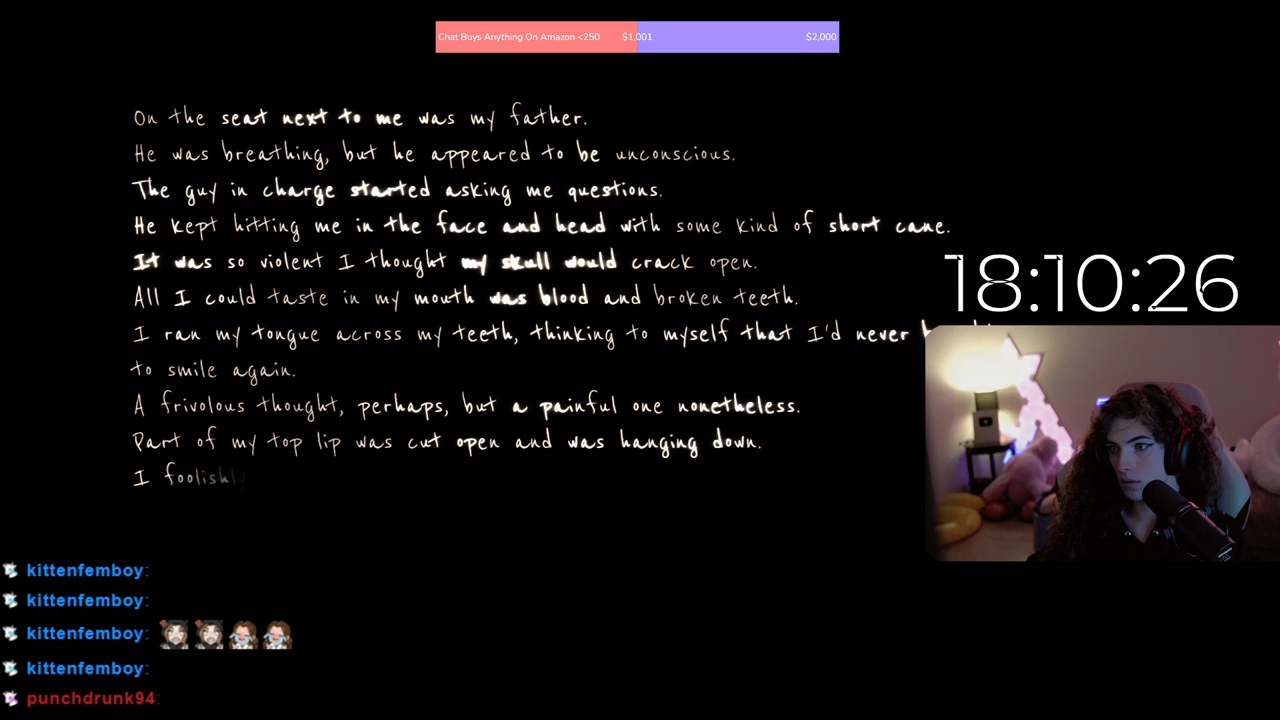 Chat Buys Anything On Amazon <250 $1,001 $2,000
On the seat next to me was my father.
He was breathing, but he appeared to be unconscious.
The guy in charge started asking me questions.
He kept hitting me in the face and head with some kind of short cane.
It was so violent I thought my skull would crack open.
All I could taste in my mouth was blood and broken teeth.
I ran my tongue across my teeth, thinking to myself that I'd never
to smile again.
A frivolous thought, perhaps, but a painful one nonetheless.
Part of my top lip was cut open and was hanging down.
I foolishly
18:10:26
kittenfemboy:
kittenfemboy:
kittenfemboy:
kittenfemboy:
punchdrunk94: